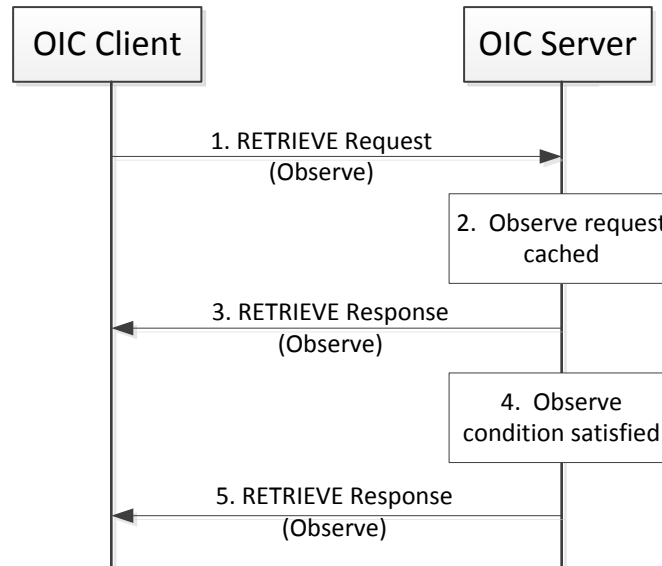 OIC Client
OIC Server
1. RETRIEVE Request
(Observe)
2.  Observe request
cached
3. RETRIEVE Response
(Observe)
4.  Observe
condition satisfied
5. RETRIEVE Response
(Observe)